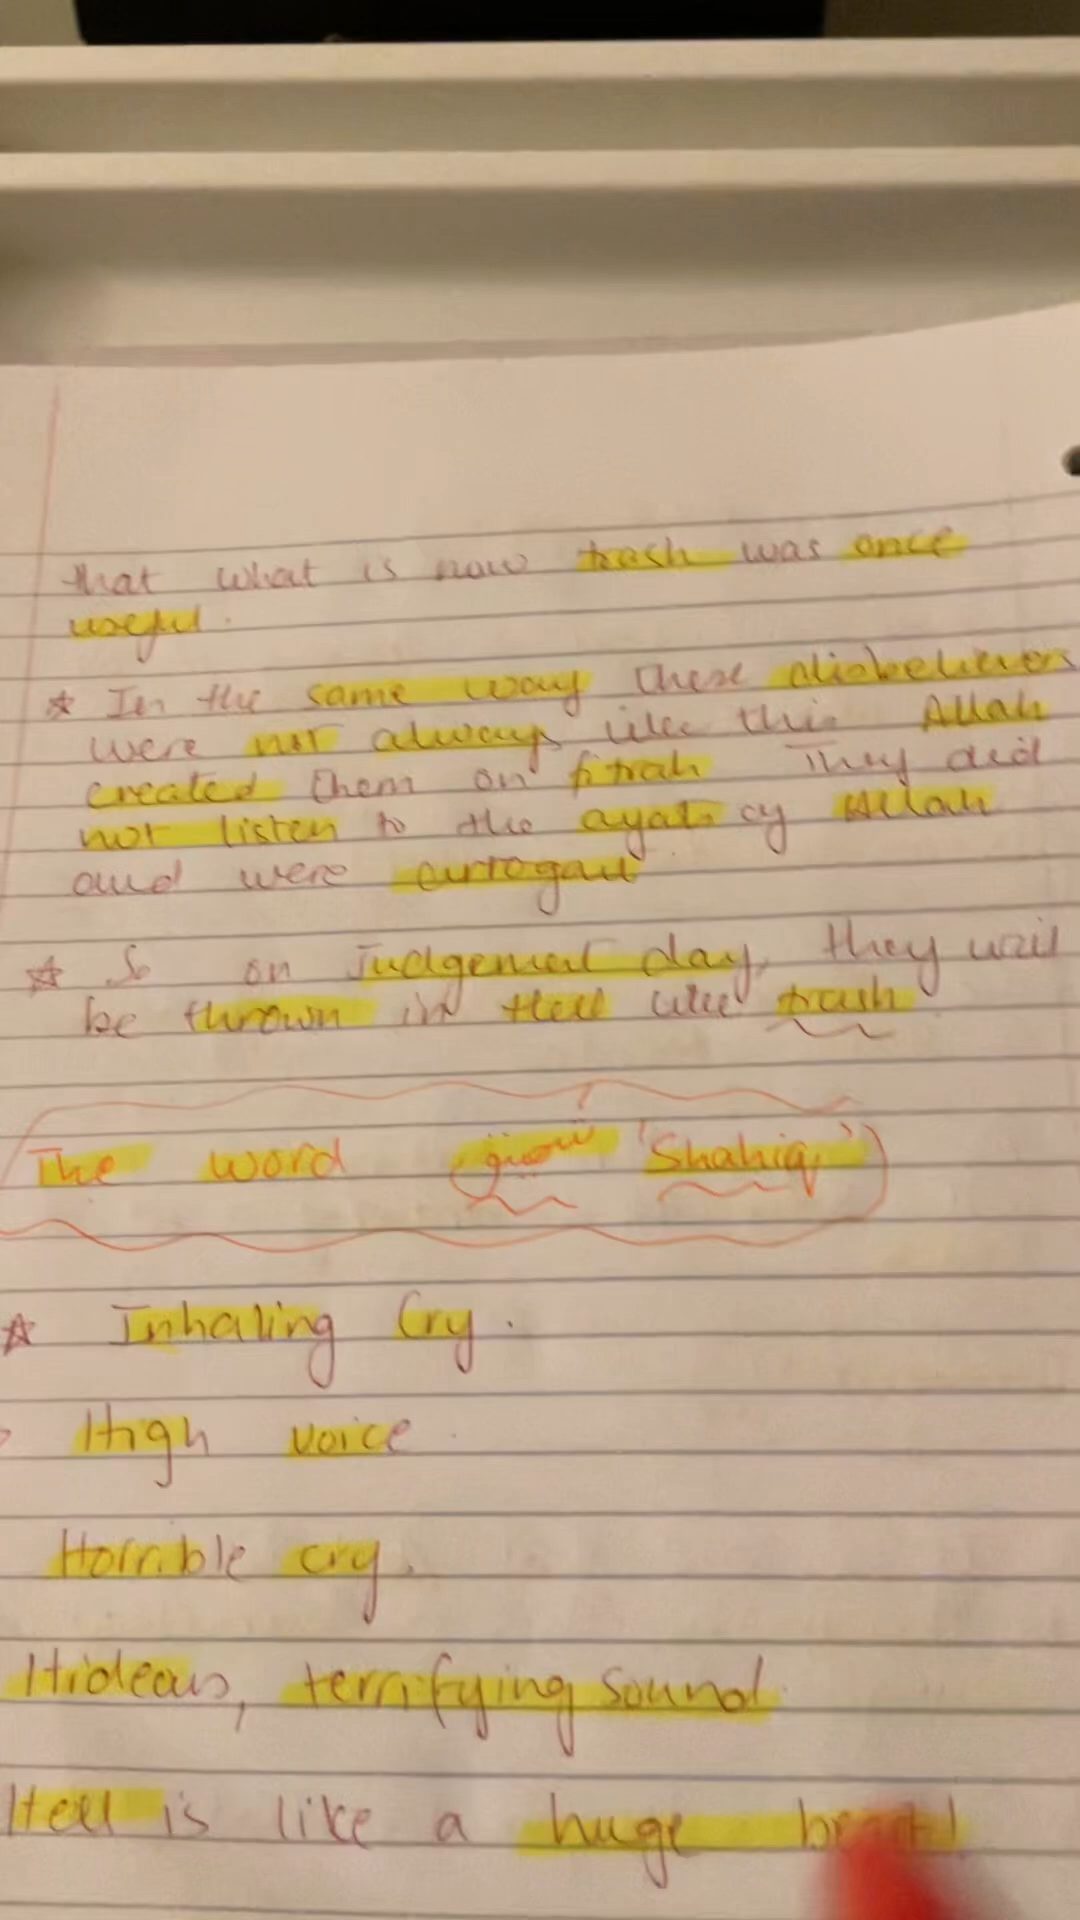 that what is now trash was once
useful.
☆ In the same way these disbelievers
were not always like this Allah
created them on fitrah They did
not listen to the ayat of Allah
and were
☆ So on Judgement day, they will
be thrown in Hell like trash
The word 'Shahiq')
☆ Inhaling Cry.
High voice
Horrible cry.
Hideous, terrifying sound.
Hell is like a huge